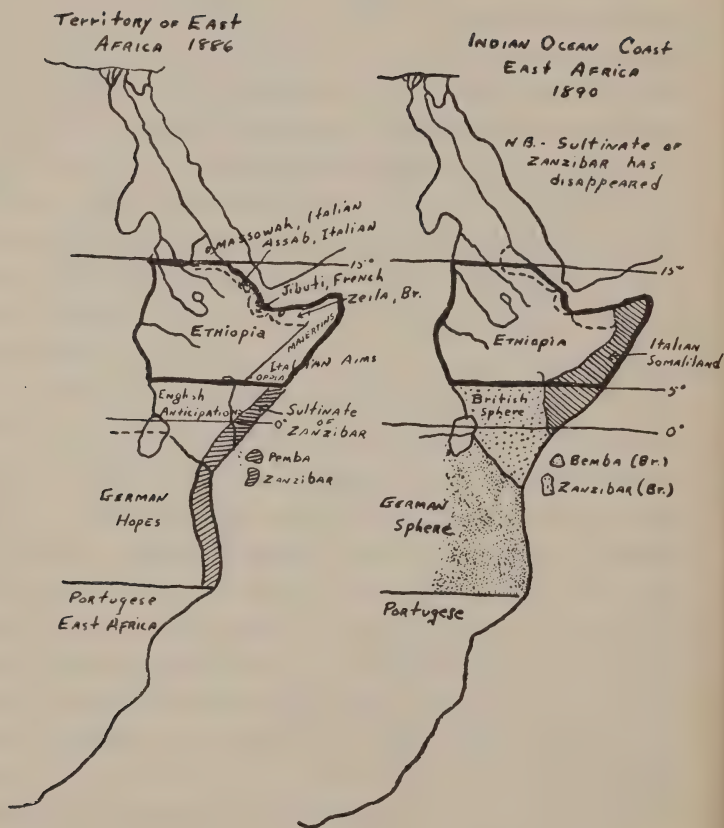 Territory of East
Africa 1886
Massowah, Italian
Assab, Italian
15°
Jibuti, French
Zeila, Br.
Ethiopia
Majertins
Italian Aims
Oppia
English
Anticipations
0°
Sultinate
of
Zanzibar
Pemba
Zanzibar
German
Hopes
Portugese
East Africa
Indian Ocean Coast
East Africa
1890
N.B.- Sultinate of
Zanzibar has
disappeared
15°
Ethiopia
Italian
Somaliland
British
Sphere
5°
0°
Bemba (Br.)
Zanzibar (Br.)
German
Sphere
Portugese